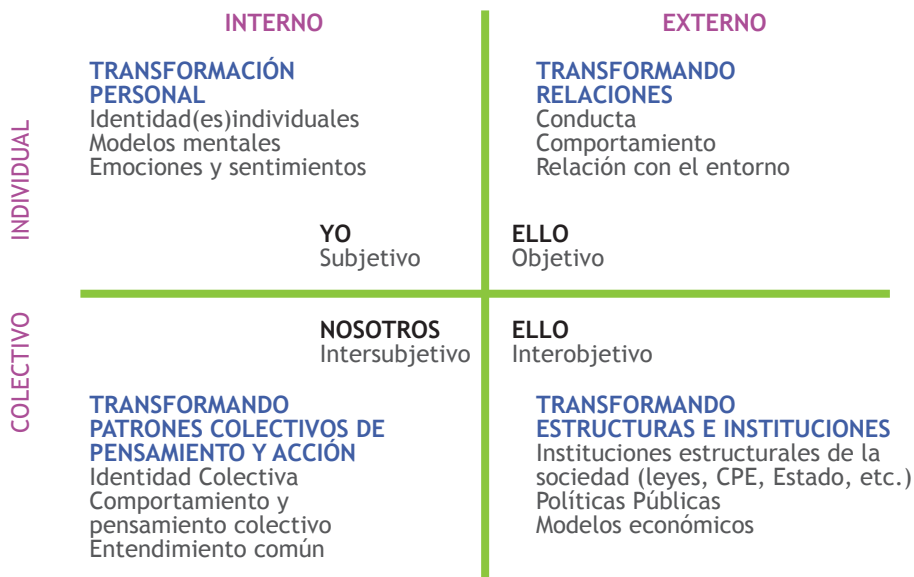 INTERNO
EXTERNO
INDIVIDUAL
TRANSFORMACIÓN
PERSONAL
Identidad(es)individuales
Modelos mentales
Emociones y sentimientos
YO
Subjetivo
TRANSFORMANDO
RELACIONES
Conducta
Comportamiento
Relación con el entorno
ELLO
Objetivo
COLECTIVO
NOSOTROS
Intersubjetivo
TRANSFORMANDO
PATRONES COLECTIVOS DE
PENSAMIENTO Y ACCIÓN
Identidad Colectiva
Comportamiento y
pensamiento colectivo
Entendimiento común
ELLO
Interobjetivo
TRANSFORMANDO
ESTRUCTURAS E INSTITUCIONES
Instituciones estructurales de la
sociedad (leyes, CPE, Estado, etc.)
Políticas Públicas
Modelos económicos